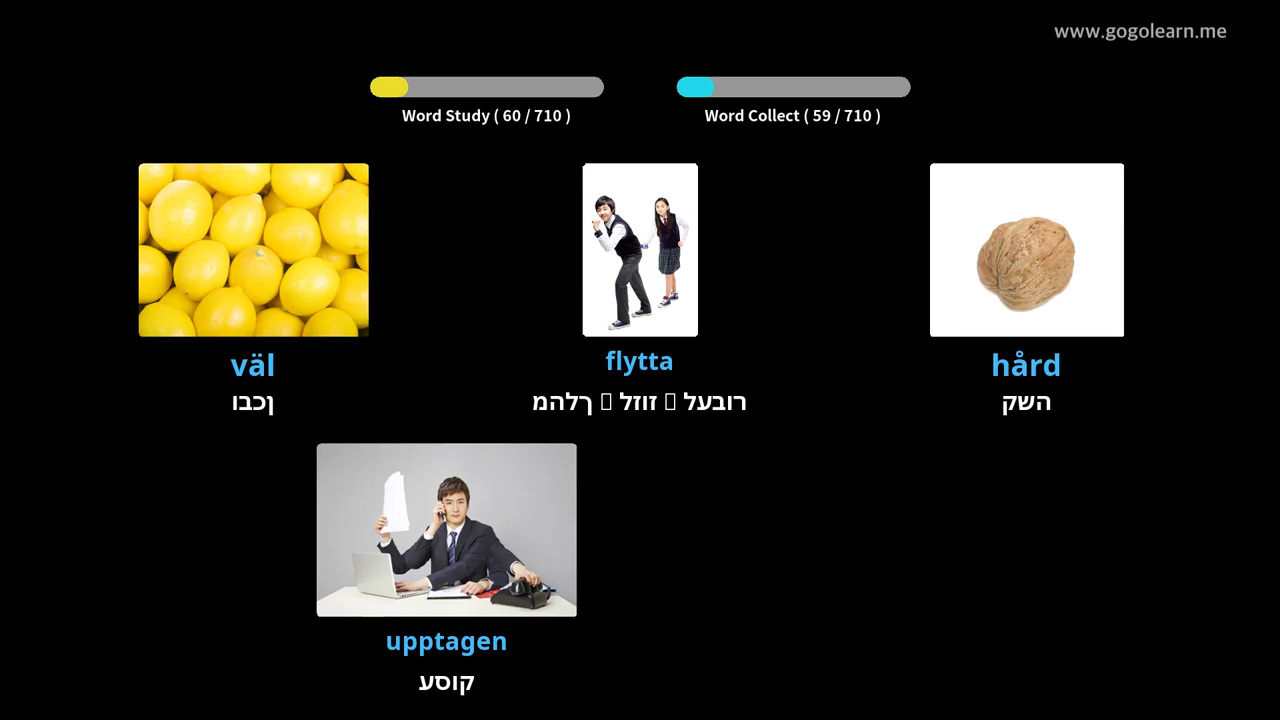 www.gogolearn.me
Word Study ( 60 / 710 )
Word Collect ( 59 / 710 )
väl
flytta
hård
ובכן
מהלך ㅤ לזוז ㅤ לעבור
קשה
upptagen
עסוק